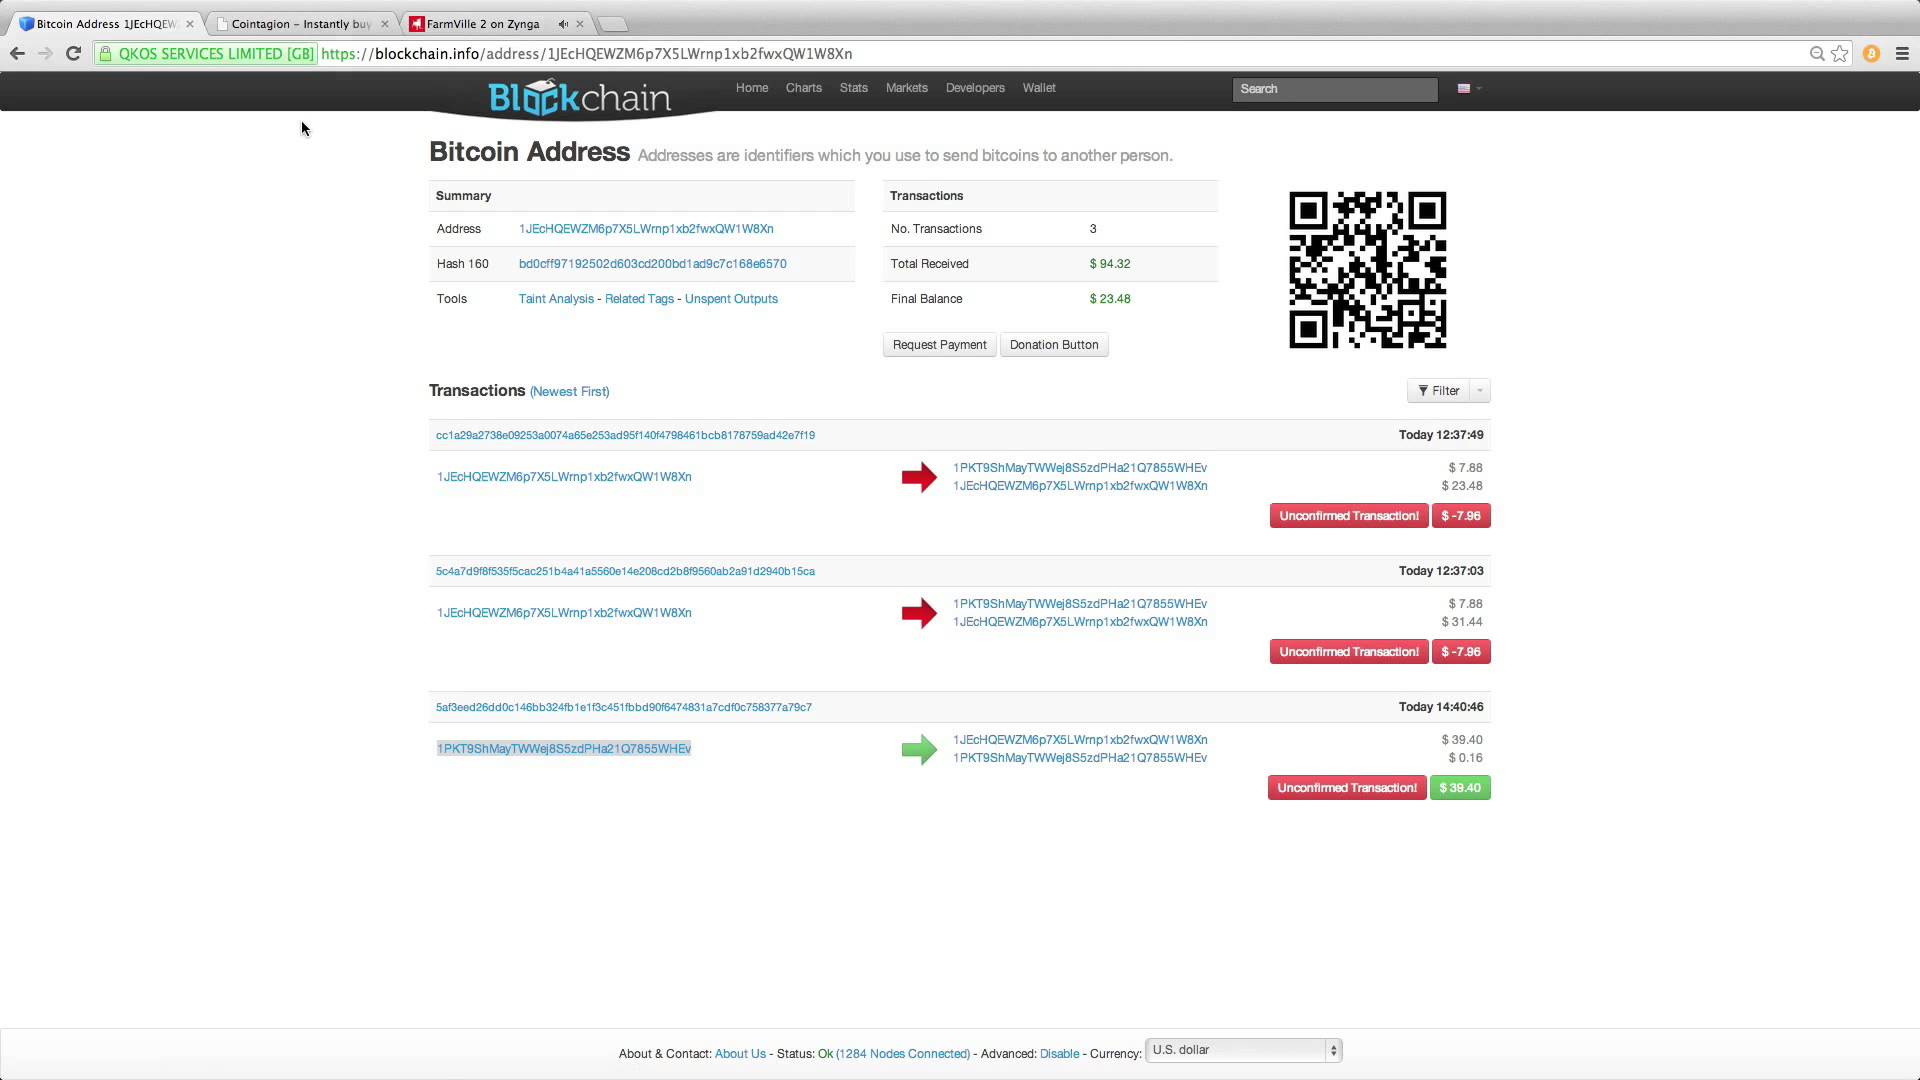 Bitcoin Address 1JEcHQEW
Cointagion – Instantly buy
FarmVille 2 on Zynga
QKOS SERVICES LIMITED [GB] https://blockchain.info/address/1JEcHQEWZM6p7X5LWrnp1xb2fwxQW1W8Xn
Blockchain
Home Charts Stats Markets Developers Wallet
Search
Bitcoin Address Addresses are identifiers which you use to send bitcoins to another person.
Summary
Address 1JEcHQEWZM6p7X5LWrnp1xb2fwxQW1W8Xn
Hash 160 bd0cff97192502d603cd200bd1ad9c7c168e6570
Tools Taint Analysis - Related Tags - Unspent Outputs
Transactions
No. Transactions 3
Total Received $ 94.32
Final Balance $ 23.48
Request Payment Donation Button
Transactions (Newest First)
Filter
cc1a29a2738e09253a0074a65e253ad95f140f4798461bcb8178759ad42e7f19 Today 12:37:49
1JEcHQEWZM6p7X5LWrnp1xb2fwxQW1W8Xn
1PKT9ShMayTWWej8S5zdPHa21Q7855WHEv $ 7.88
1JEcHQEWZM6p7X5LWrnp1xb2fwxQW1W8Xn $ 23.48
Unconfirmed Transaction! $ -7.96
5c4a7d9f8f535f5cac251b4a41a5560e14e208cd2b8f9560ab2a91d2940b15ca Today 12:37:03
1JEcHQEWZM6p7X5LWrnp1xb2fwxQW1W8Xn
1PKT9ShMayTWWej8S5zdPHa21Q7855WHEv $ 7.88
1JEcHQEWZM6p7X5LWrnp1xb2fwxQW1W8Xn $ 31.44
Unconfirmed Transaction! $ -7.96
5af3eed26dd0c146bb324fb1e1f3c451fbbd90f6474831a7cdf0c758377a79c7 Today 14:40:46
1PKT9ShMayTWWej8S5zdPHa21Q7855WHEv
1JEcHQEWZM6p7X5LWrnp1xb2fwxQW1W8Xn $ 39.40
1PKT9ShMayTWWej8S5zdPHa21Q7855WHEv $ 0.16
Unconfirmed Transaction! $ 39.40
About & Contact: About Us - Status: Ok (1284 Nodes Connected) - Advanced: Disable - Currency: U.S. dollar